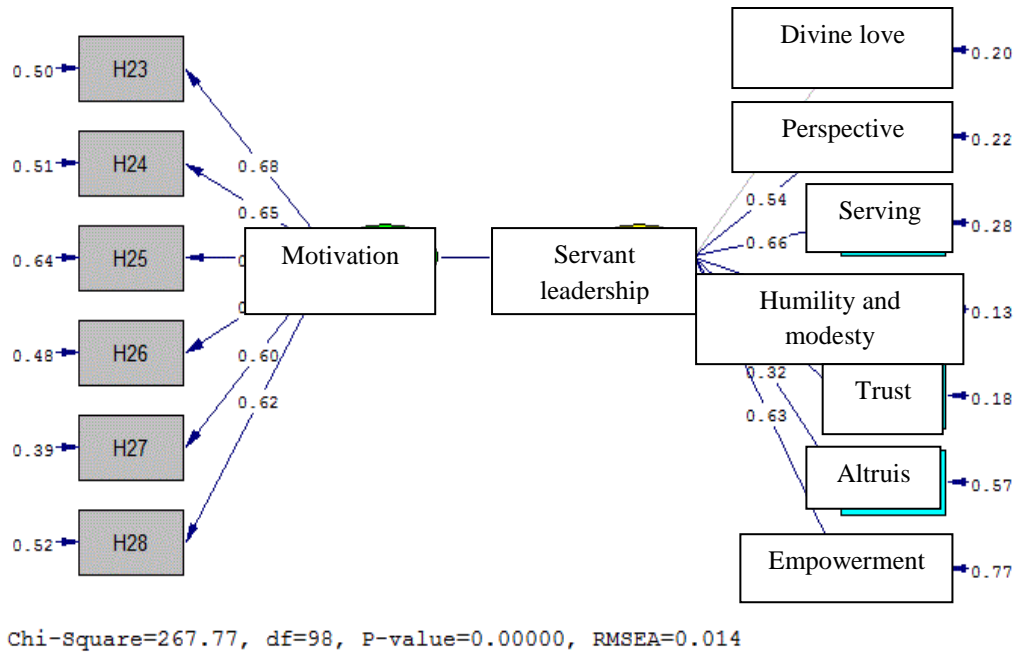 Divine love
0.20
0.50
H23
Perspective
0.22
0.68
0.51
H24
0.54
Serving
0.28
0.65
0.66
0.64
H25
Motivation
Servant
leadership
Humility and
modesty
0.13
0.48
H26
0.60
0.32
Trust
0.18
0.62
0.63
0.39
H27
Altruis
0.57
0.52
H28
Empowerment
0.77
Chi-Square=267.77, df=98, P-value=0.00000, RMSEA=0.014